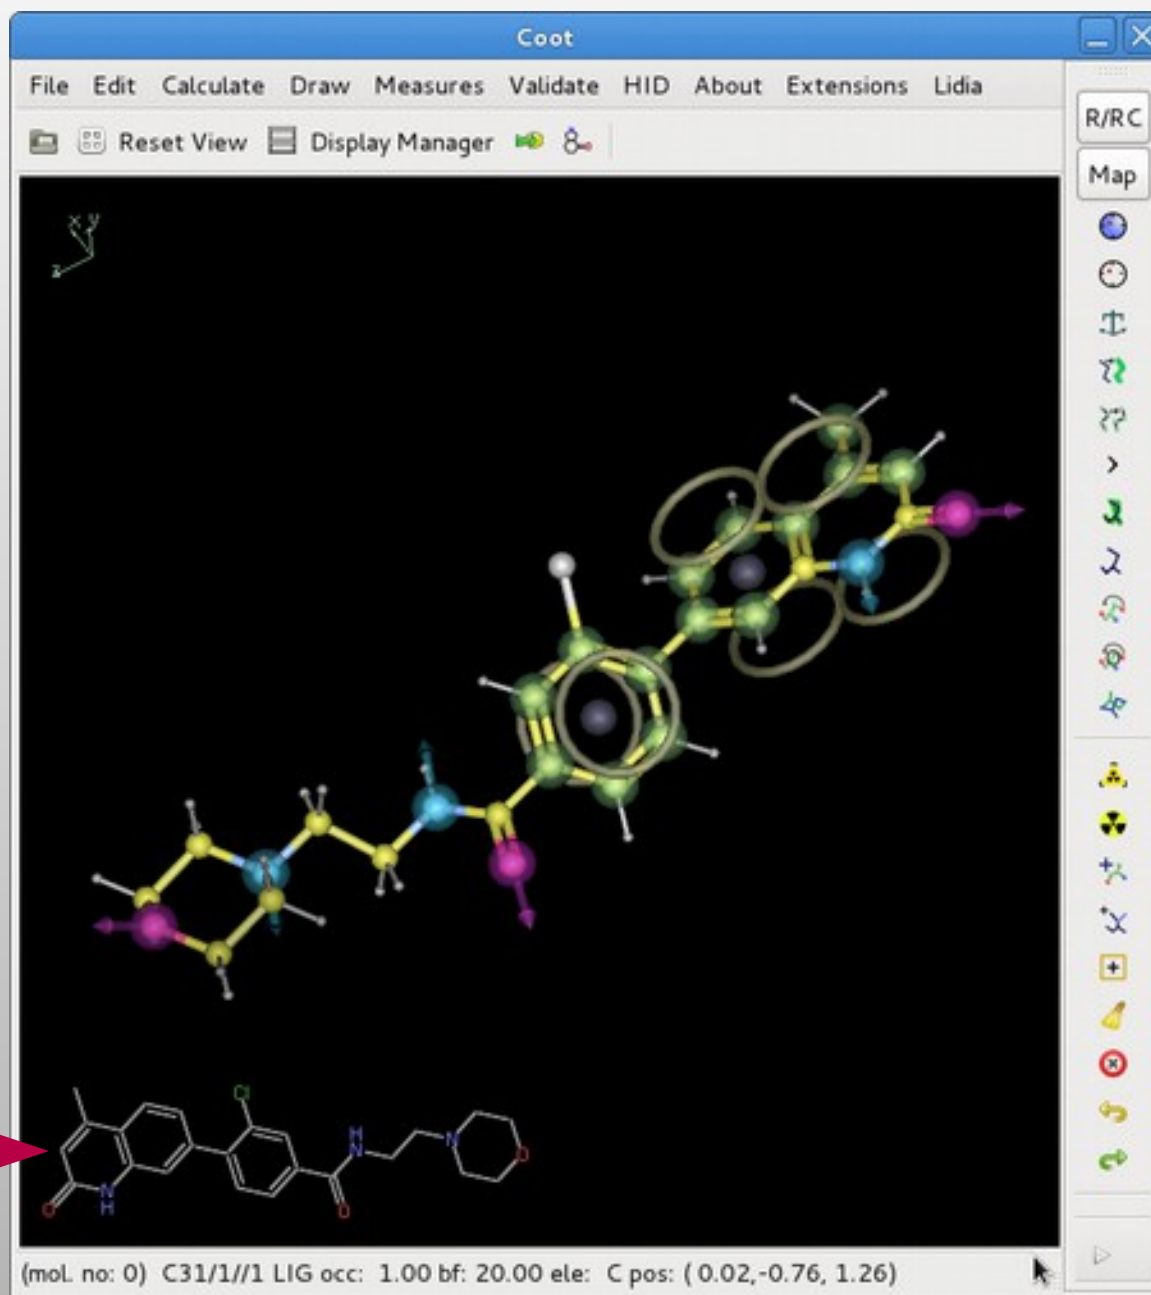 Coot
File Edit Calculate Draw Measures Validate HID About Extensions Lidia
R/RC
Reset View Display Manager
Map
x y
z
Cl
H
N
N
O
N
H
O
O
(mol. no: 0) C31/1//1 LIG occ: 1.00 bf: 20.00 ele: C pos: ( 0.02,-0.76, 1.26)